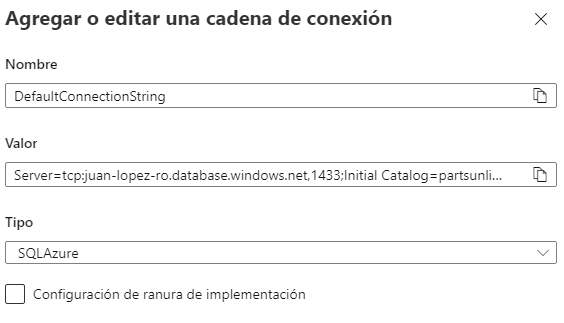 Agregar o editar una cadena de conexión
Nombre
DefaultConnectionString
Valor
Server=tcp:juan-lopez-ro.database.windows.net,1433;Initial Catalog=partsunli...
Tipo
SQLAzure
Configuración de ranura de implementación